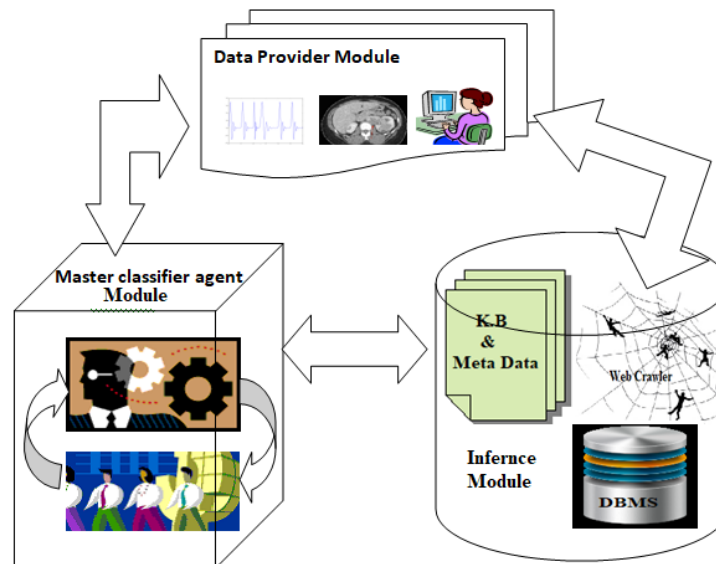 Data Provider Module
Master classifier agent
Module
K.B
&
Meta Data
Web Crawler
Infernce
Module
DBMS